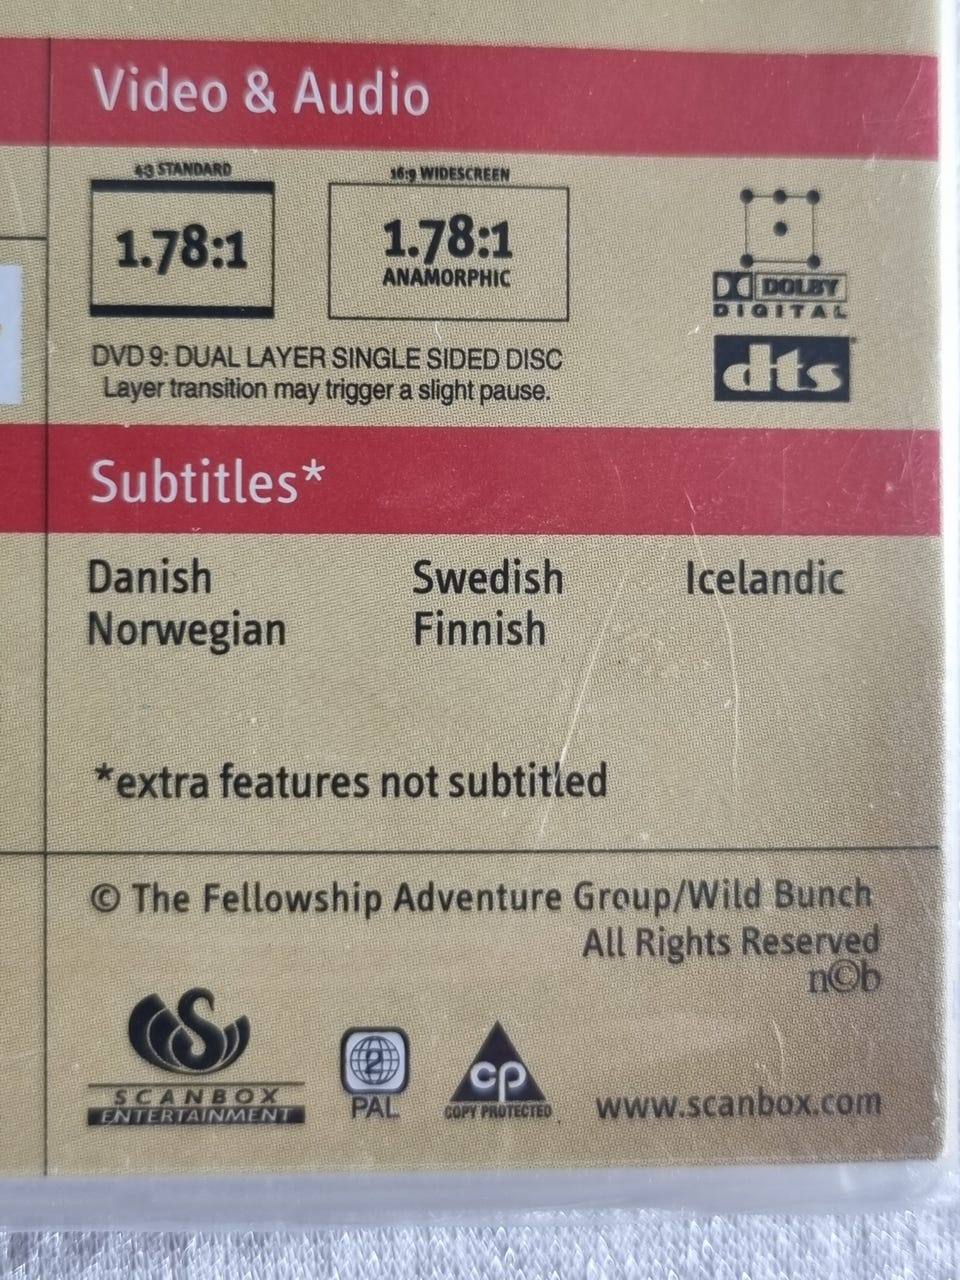 Video & Audio
4:3 STANDARD
1.78:1
16:9 WIDESCREEN
1.78:1
ANAMORPHIC
DOLBY
DIGITAL
dts
DVD 9: DUAL LAYER SINGLE SIDED DISC
Layer transition may trigger a slight pause.
Subtitles*
Danish Swedish Icelandic
Norwegian Finnish
*extra features not subtitled
© The Fellowship Adventure Group/Wild Bunch
All Rights Reserved
n©b
SCANBOX
ENTERTAINMENT
2
PAL
cp
COPY PROTECTED
www.scanbox.com